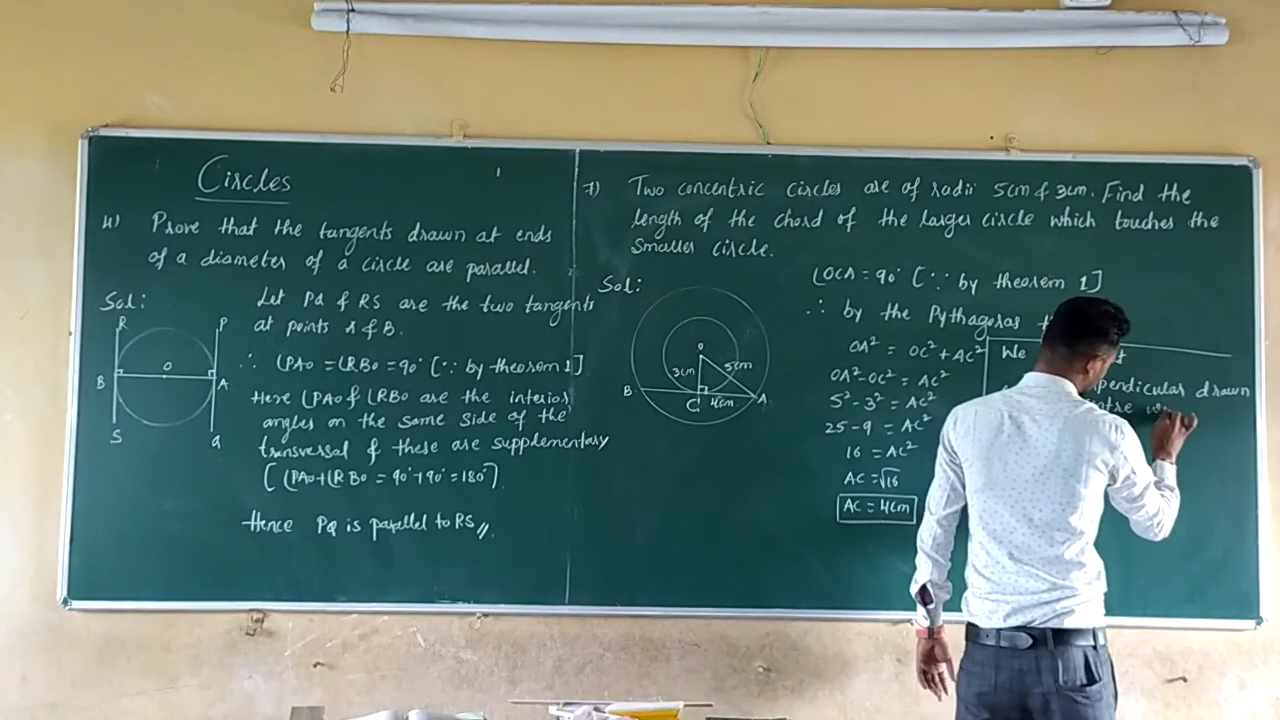 Circles
4) Prove that the tangents drawn at ends
of a diameter of a circle are parallel.
Sol:
Let PQ & RS are the two tangents
at points A & B.
∴ ∠PAO = ∠RBO = 90° [∵ by theorem 1]
Here ∠PAO & ∠RBO are the interior
angles on the same side of the
transversal & these are supplementary
[∠PAO + ∠RBO = 90° + 90° = 180°].
Hence PQ is parallel to RS //.
R
P
O
B
A
S
Q
7) Two concentric circles are of radii 5cm & 3cm. Find the
length of the chord of the larger circle which touches the
smaller circle.
Sol:
O
3cm
5cm
B
C
4cm
A
∠OCA = 90° [∵ by theorem 1]
∴ by the Pythagoras
OA² = OC² + AC²
OA² - OC² = AC²
5² - 3² = AC²
25 - 9 = AC²
16 = AC²
AC = √16
AC = 4cm
We
drawn